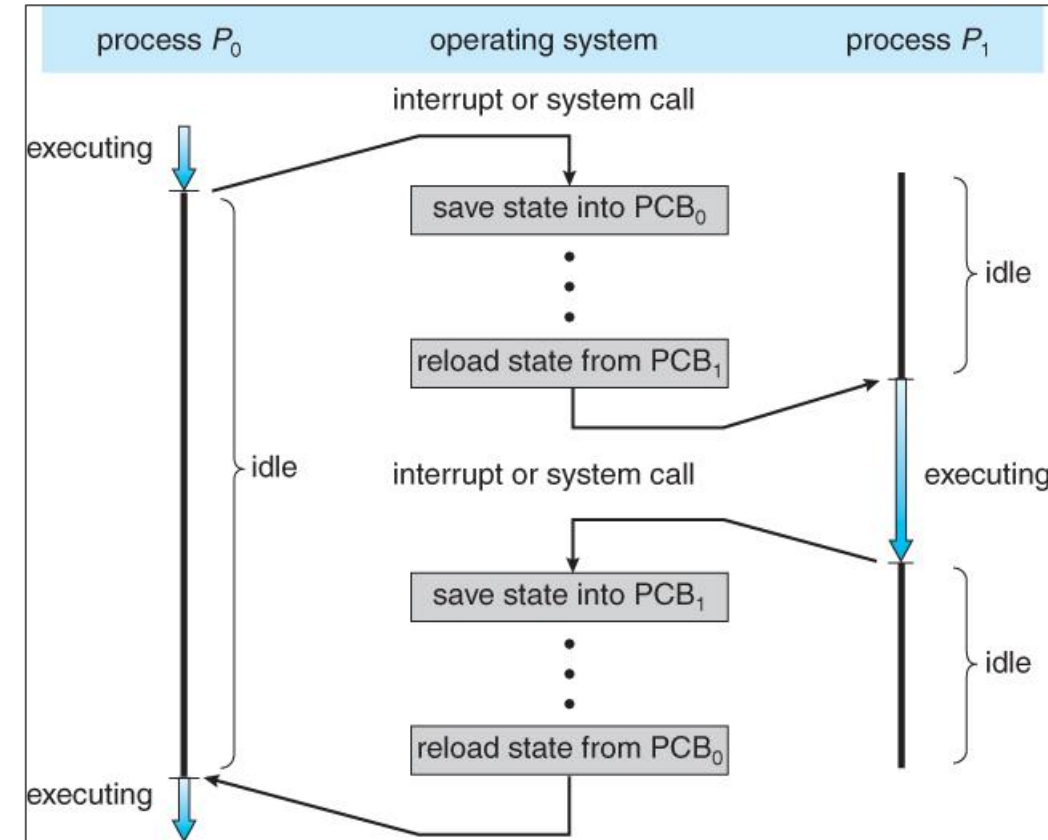 process P₀
operating system
process P₁
interrupt or system call
executing
save state into PCB₀
idle
reload state from PCB₁
idle
interrupt or system call
executing
save state into PCB₁
idle
reload state from PCB₀
executing